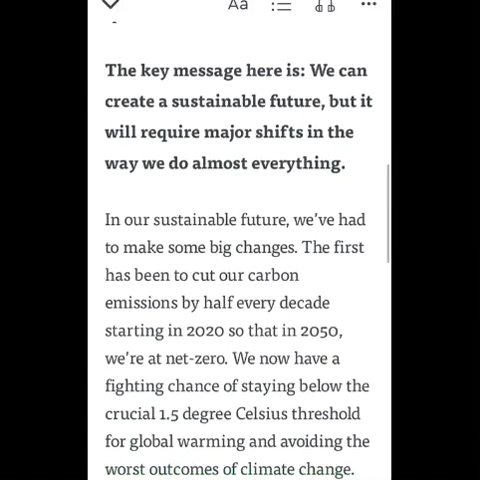 Aa
The key message here is: We can
create a sustainable future, but it
will require major shifts in the
way we do almost everything.
In our sustainable future, we've had
to make some big changes. The first
has been to cut our carbon
emissions by half every decade
starting in 2020 so that in 2050,
we're at net-zero. We now have a
fighting chance of staying below the
crucial 1.5 degree Celsius threshold
for global warming and avoiding the
worst outcomes of climate change.